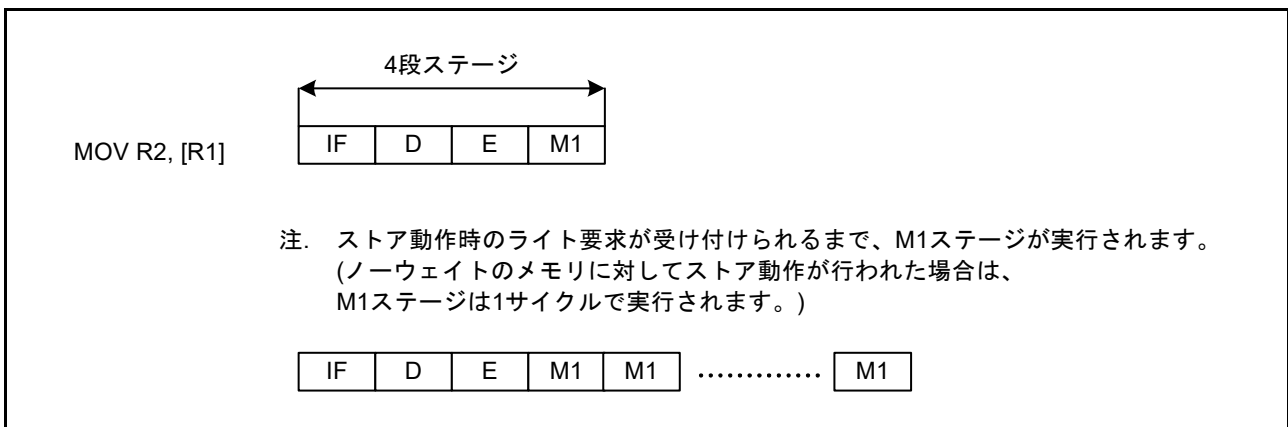 4段ステージ
MOV R2, [R1]
IF D E M1
注. ストア動作時のライト要求が受け付けられるまで、M1ステージが実行されます。
(ノーウェイトのメモリに対してストア動作が行われた場合は、
M1ステージは1サイクルで実行されます。)
IF D E M1 M1 ............. M1